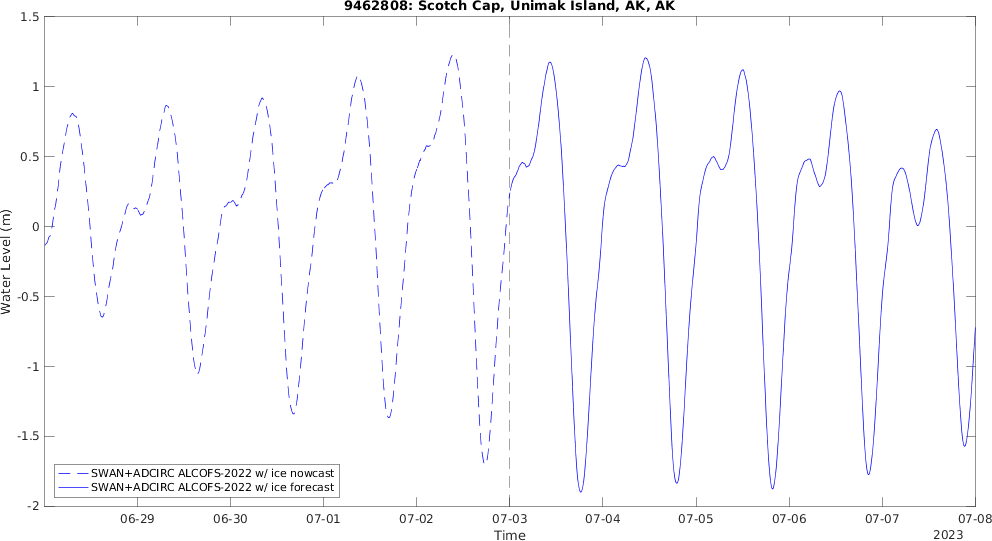 9462808: Scotch Cap, Unimak Island, AK, AK
1.5
1
0.5
0
-0.5
-1
-1.5
-2
Water Level (m)
SWAN+ADCIRC ALCOFS-2022 w/ ice nowcast
SWAN+ADCIRC ALCOFS-2022 w/ ice forecast
06-29 06-30 07-01 07-02 07-03 07-04 07-05 07-06 07-07 07-08
Time
2023